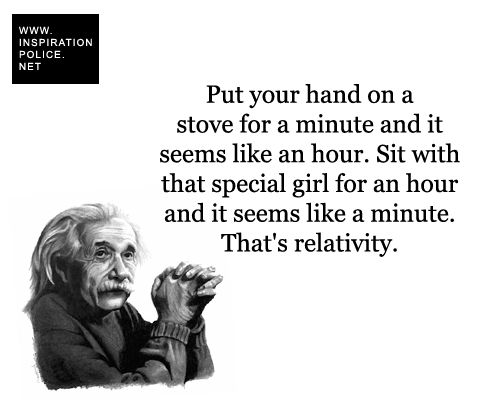 WWW.
INSPIRATION
POLICE.
NET
Put your hand on a
stove for a minute and it
seems like an hour. Sit with
that special girl for an hour
and it seems like a minute.
That's relativity.